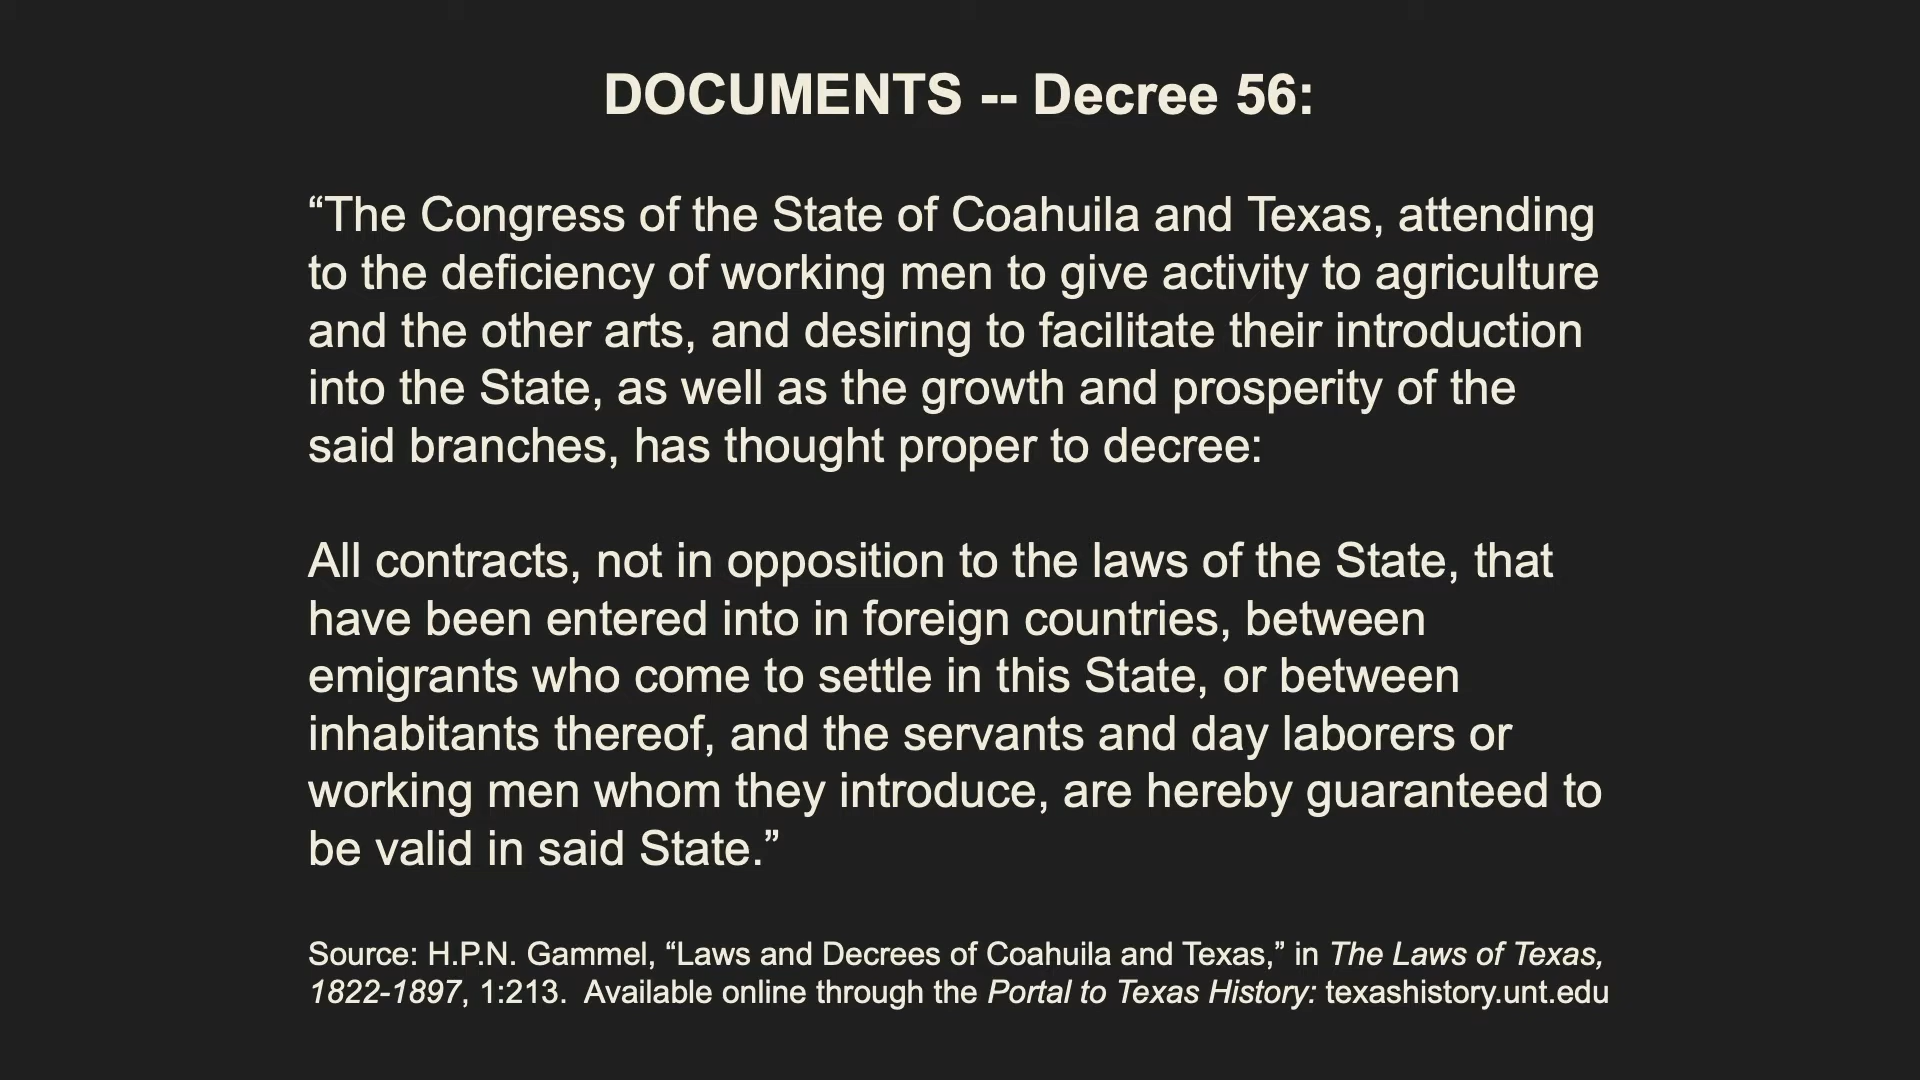 DOCUMENTS -- Decree 56:
“The Congress of the State of Coahuila and Texas, attending
to the deficiency of working men to give activity to agriculture
and the other arts, and desiring to facilitate their introduction
into the State, as well as the growth and prosperity of the
said branches, has thought proper to decree:
All contracts, not in opposition to the laws of the State, that
have been entered into in foreign countries, between
emigrants who come to settle in this State, or between
inhabitants thereof, and the servants and day laborers or
working men whom they introduce, are hereby guaranteed to
be valid in said State.”
Source: H.P.N. Gammel, “Laws and Decrees of Coahuila and Texas,” in The Laws of Texas,
1822-1897, 1:213.  Available online through the Portal to Texas History: texashistory.unt.edu